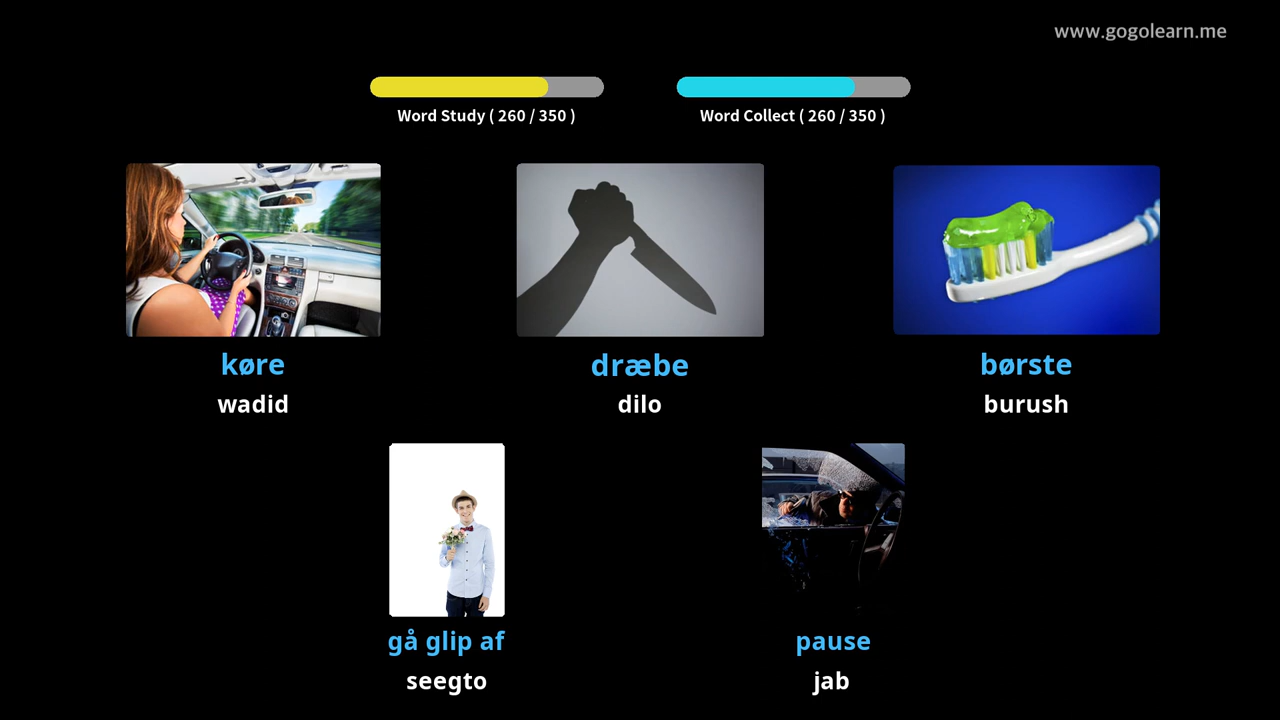 www.gogolearn.me
Word Study ( 260 / 350 )
Word Collect ( 260 / 350 )
køre
dræbe
børste
wadid
dilo
burush
gå glip af
pause
seegto
jab